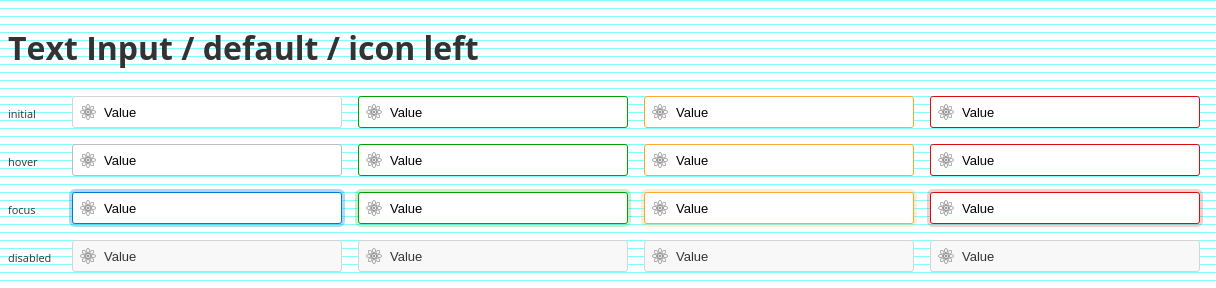 Text Input / default / icon left
initial Value Value Value Value
hover Value Value Value Value
focus Value Value Value Value
disabled Value Value Value Value